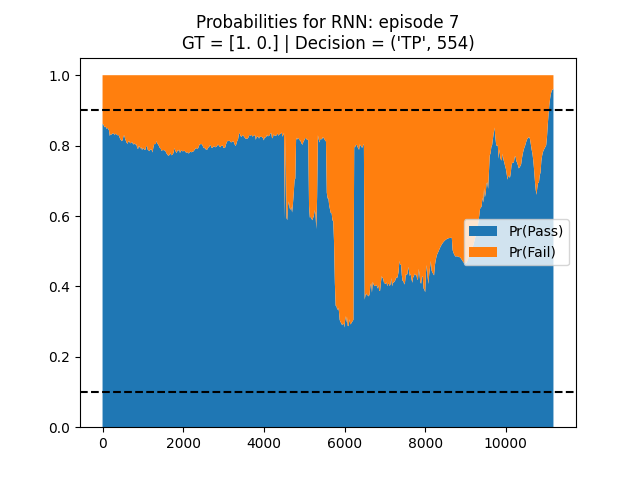 Probabilities for RNN: episode 7
GT = [1. 0.] | Decision = ('TP', 554)
1.0
0.8
0.6
0.4
0.2
0.0
Pr(Pass)
Pr(Fail)
0 2000 4000 6000 8000 10000